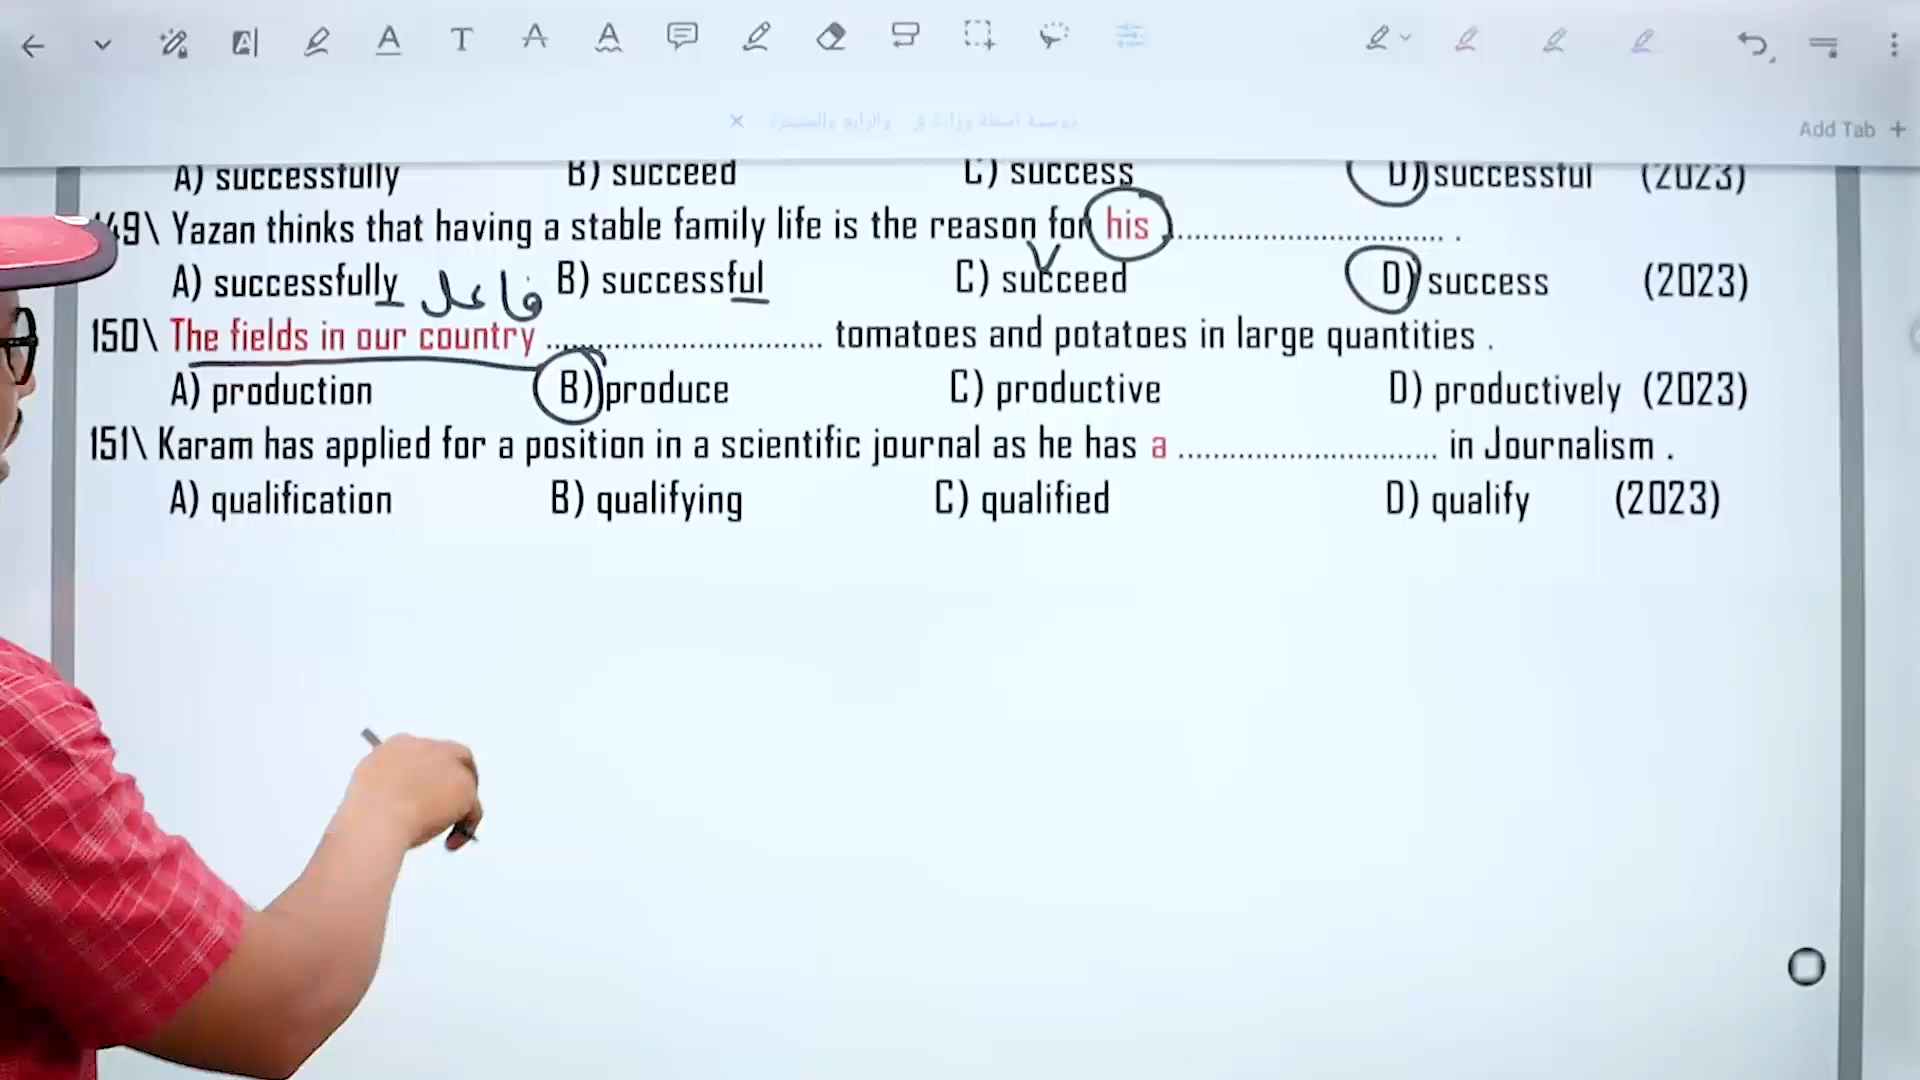 Add Tab +
A) successfully B) succeed C) success D) successful (2023)
149\ Yazan thinks that having a stable family life is the reason for his ................................ .
A) successfully B) successful C) succeed D) success (2023)
فاعل V
150\ The fields in our country ................................ tomatoes and potatoes in large quantities .
A) production B) produce C) productive D) productively (2023)
151\ Karam has applied for a position in a scientific journal as he has a ................................ in Journalism .
A) qualification B) qualifying C) qualified D) qualify (2023)